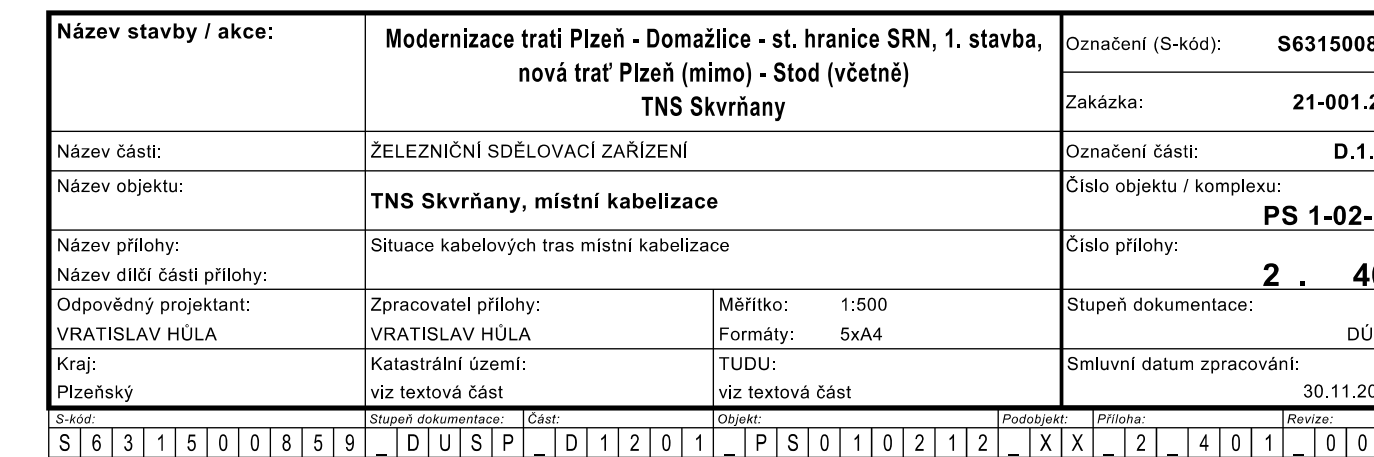 Název stavby / akce:
Modernizace trati Plzeň - Domažlice - st. hranice SRN, 1. stavba,
nová trať Plzeň (mimo) - Stod (včetně)
TNS Skvrňany
Označení (S-kód): S6315008
Zakázka: 21-001.2
Název části: ŽELEZNIČNÍ SDĚLOVACÍ ZAŘÍZENÍ
Označení části: D.1.
Název objektu:
TNS Skvrňany, místní kabelizace
Číslo objektu / komplexu:
PS 1-02-
Název přílohy: Situace kabelových tras místní kabelizace
Číslo přílohy:
Název dílčí části přílohy:
2 . 40
Odpovědný projektant: Zpracovatel přílohy: Měřítko: 1:500 Stupeň dokumentace:
VRATISLAV HŮLA VRATISLAV HŮLA Formáty: 5xA4 DÚ
Kraj: Katastrální území: TUDU: Smluvní datum zpracování:
Plzeňský viz textová část viz textová část 30.11.20
S-kód: Stupeň dokumentace: Část: Objekt: Podobjekt: Příloha: Revize:
S 6 3 1 5 0 0 8 5 9 _ D U S P _ D 1 2 0 1 _ P S 0 1 0 2 1 2 _ X X _ 2 _ 4 0 1 _ 0 0